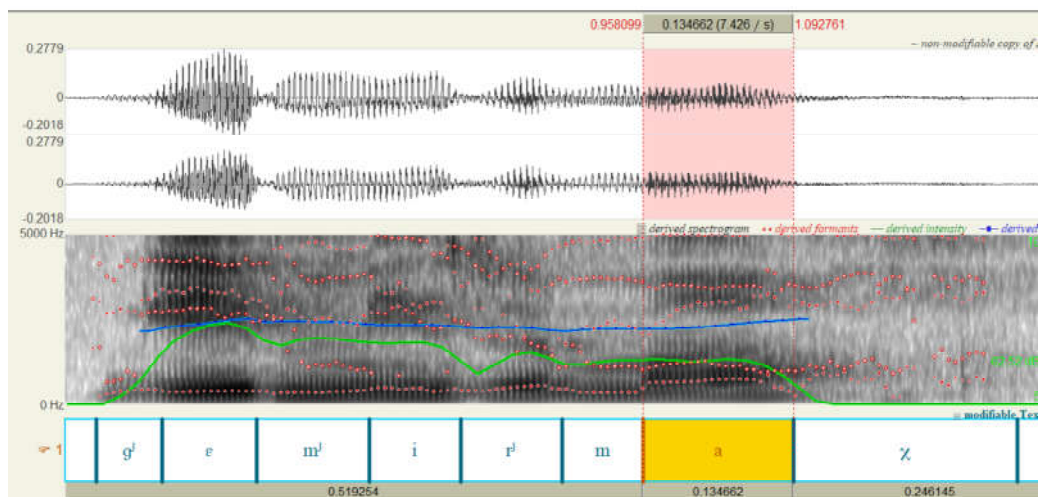 0.958099 0.134662 (7.426 / s) 1.092761
0.2779
~ non-modifiable copy of
0
-0.2018
0.2779
0
-0.2018
5000 Hz
derived spectrogram derived formants derived intensity derived
0 Hz
modifiable Tex
1 gʲ ɐ mʲ i rʲ m a χ
0.519254 0.134662 0.246145